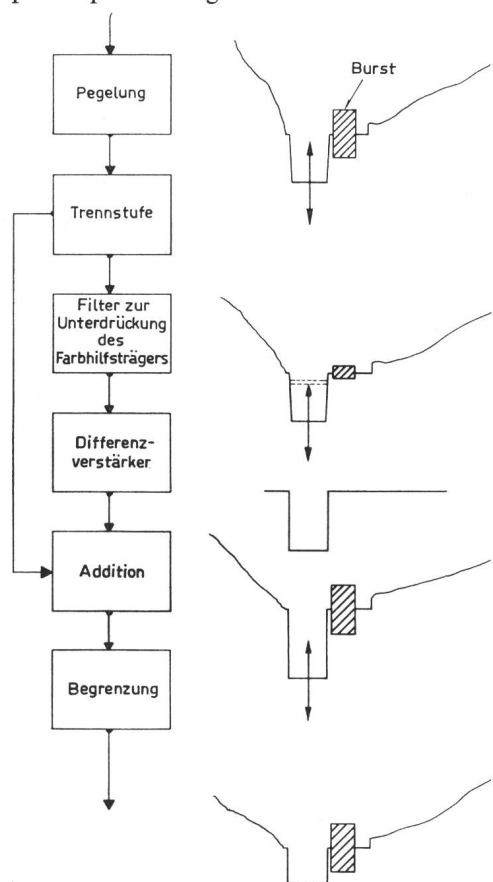 Pegelung
Burst
Trennstufe
Filter zur
Unterdrückung
des
Farbhilfsträgers
Differenz-
verstärker
Addition
Begrenzung